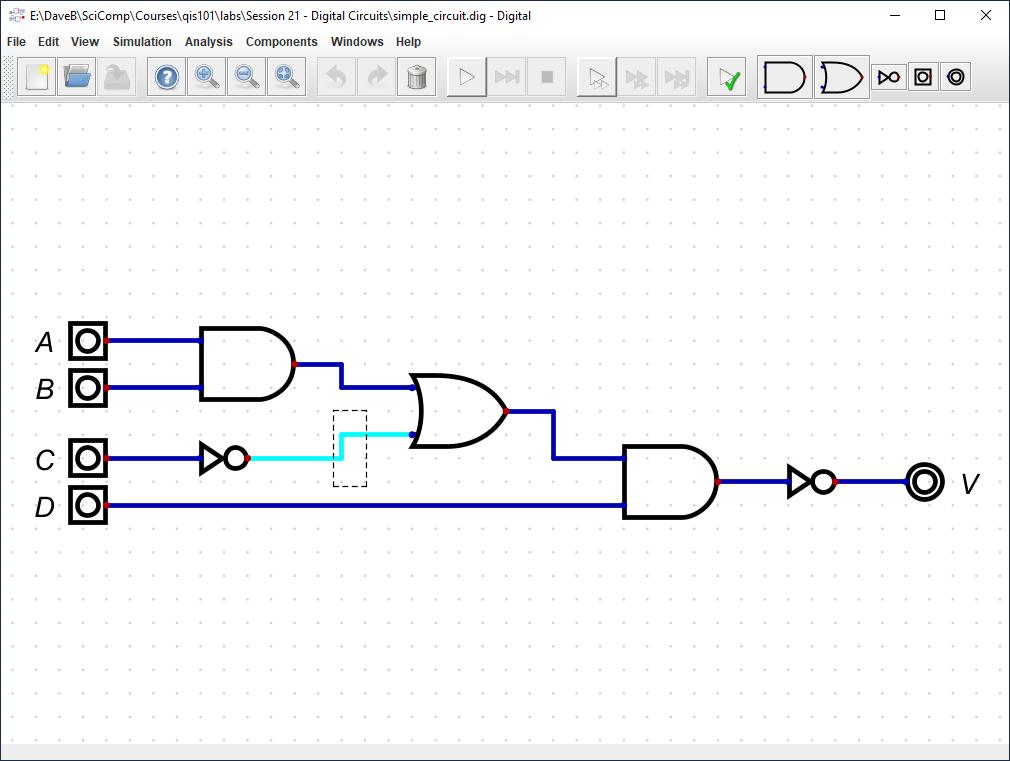 E:\DaveB\SciComp\Courses\qis101\labs\Session 21 - Digital Circuits\simple_circuit.dig - Digital
File Edit View Simulation Analysis Components Windows Help
A
B
C
D
V